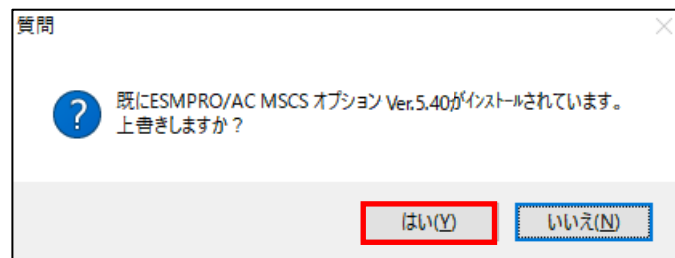 質問
既にESMPRO/AC MSCS オプション Ver.5.40がインストールされています。
上書きしますか？
はい(Y)
いいえ(N)